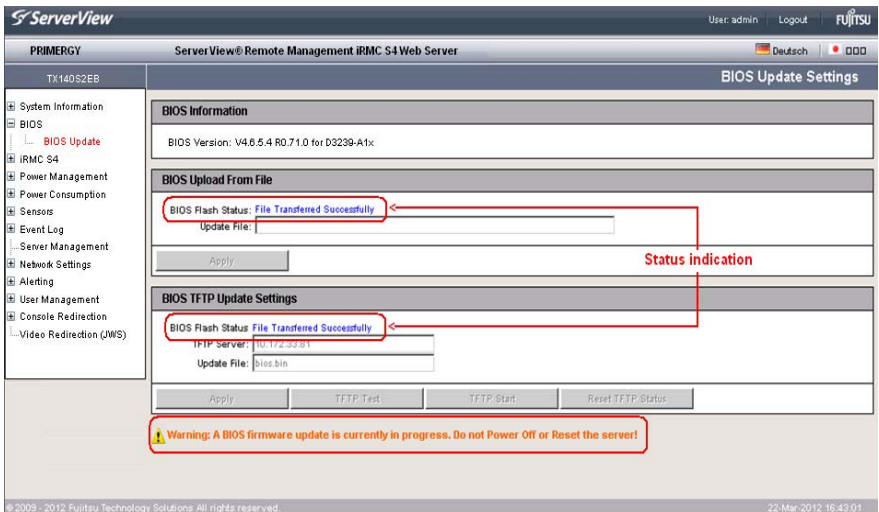 ServerView
User: admin Logout FUJITSU
PRIMERGY ServerView® Remote Management iRMC S4 Web Server Deutsch □□□
TX140S2EB BIOS Update Settings
System Information
BIOS
BIOS Update
iRMC S4
Power Management
Power Consumption
Sensors
Event Log
Server Management
Network Settings
Alerting
User Management
Console Redirection
Video Redirection (JWS)
BIOS Information
BIOS Version: V4.6.5.4 R0.71.0 for D3239-A1x
BIOS Upload From File
BIOS Flash Status: File Transferred Successfully
Update File:
Apply
Status indication
BIOS TFTP Update Settings
BIOS Flash Status File Transferred Successfully
TFTP Server: 10.172.33.81
Update File: bios.bin
Apply TFTP Test TFTP Start Reset TFTP Status
Warning: A BIOS firmware update is currently in progress. Do not Power Off or Reset the server!
© 2009 - 2012 Fujitsu Technology Solutions All rights reserved. 22-Mar-2012 16:43:01